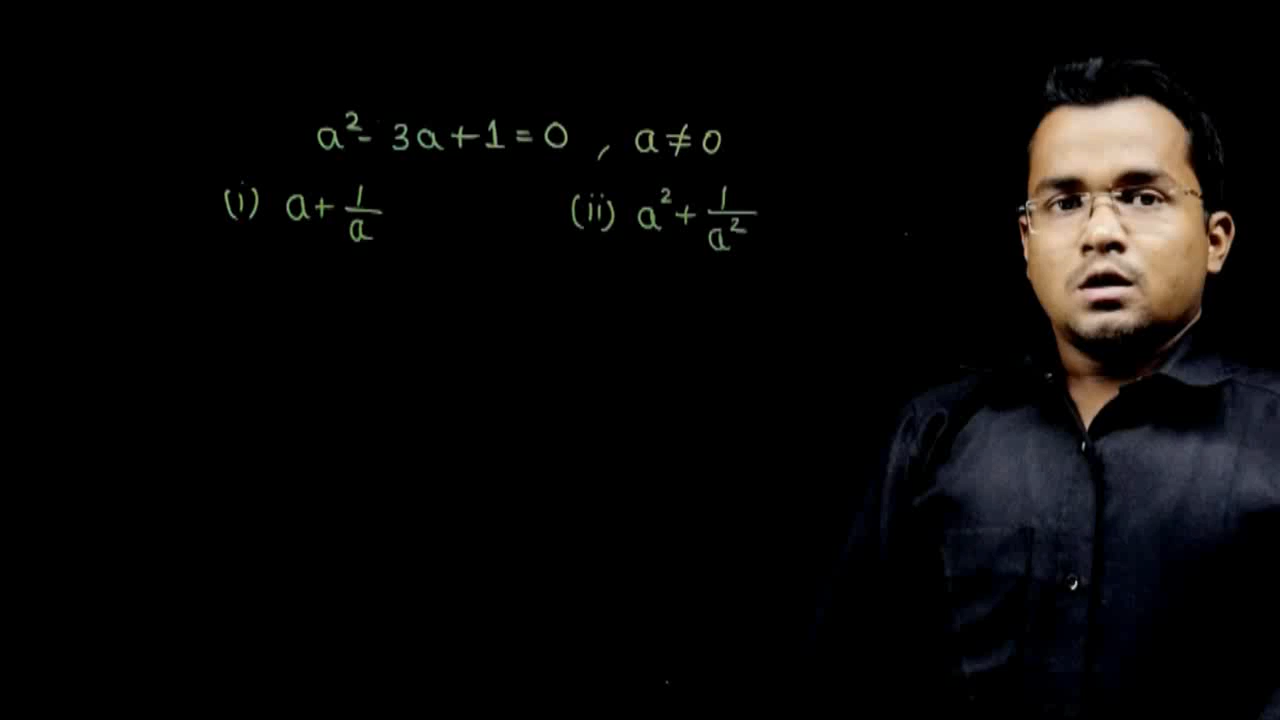 a² - 3a + 1 = 0 , a ≠ 0
(i) a + 1/a (ii) a² + 1/a²